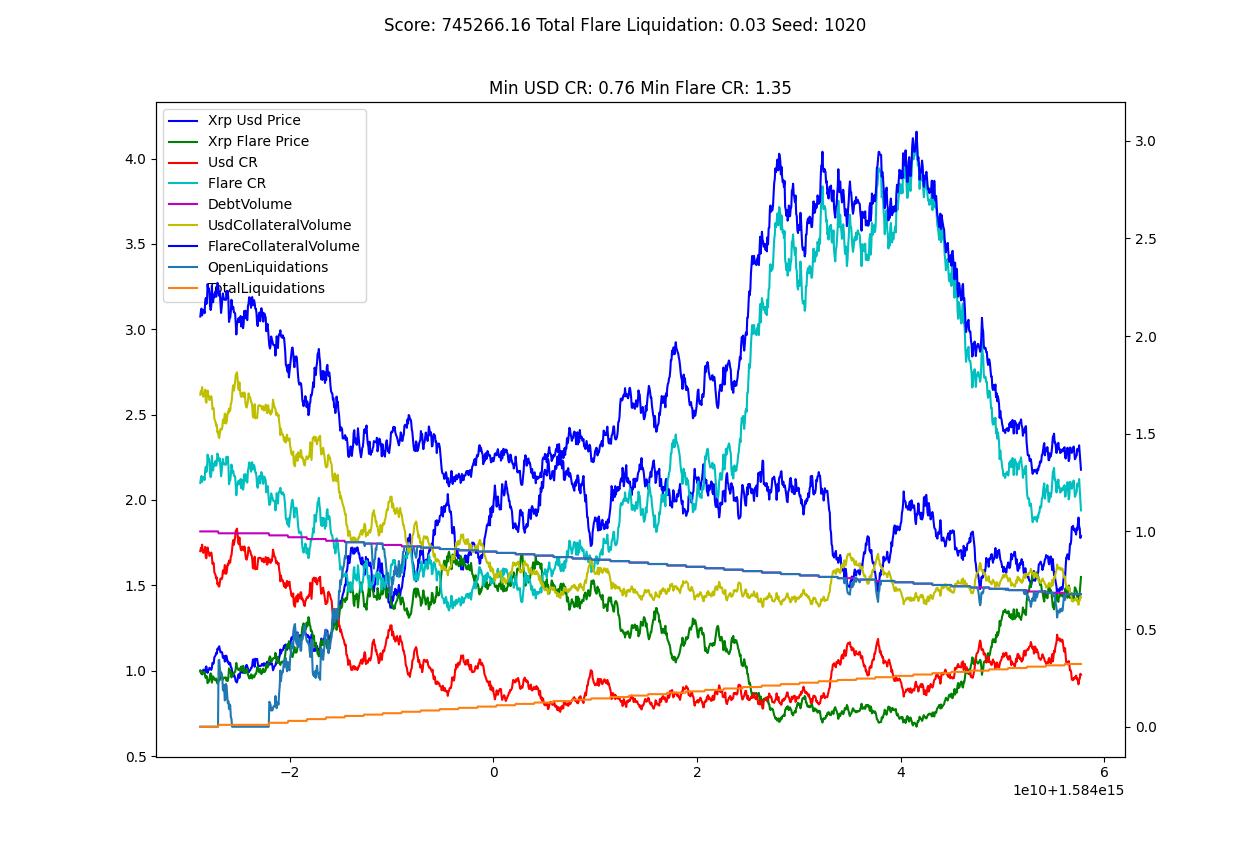 Score: 745266.16 Total Flare Liquidation: 0.03 Seed: 1020
Min USD CR: 0.76 Min Flare CR: 1.35
Xrp Usd Price
Xrp Flare Price
Usd CR
Flare CR
DebtVolume
UsdCollateralVolume
FlareCollateralVolume
OpenLiquidations
TotalLiquidations
4.0
3.5
3.0
2.5
2.0
1.5
1.0
0.5
3.0
2.5
2.0
1.5
1.0
0.5
0.0
−2 0 2 4 6
1e10+1.584e15